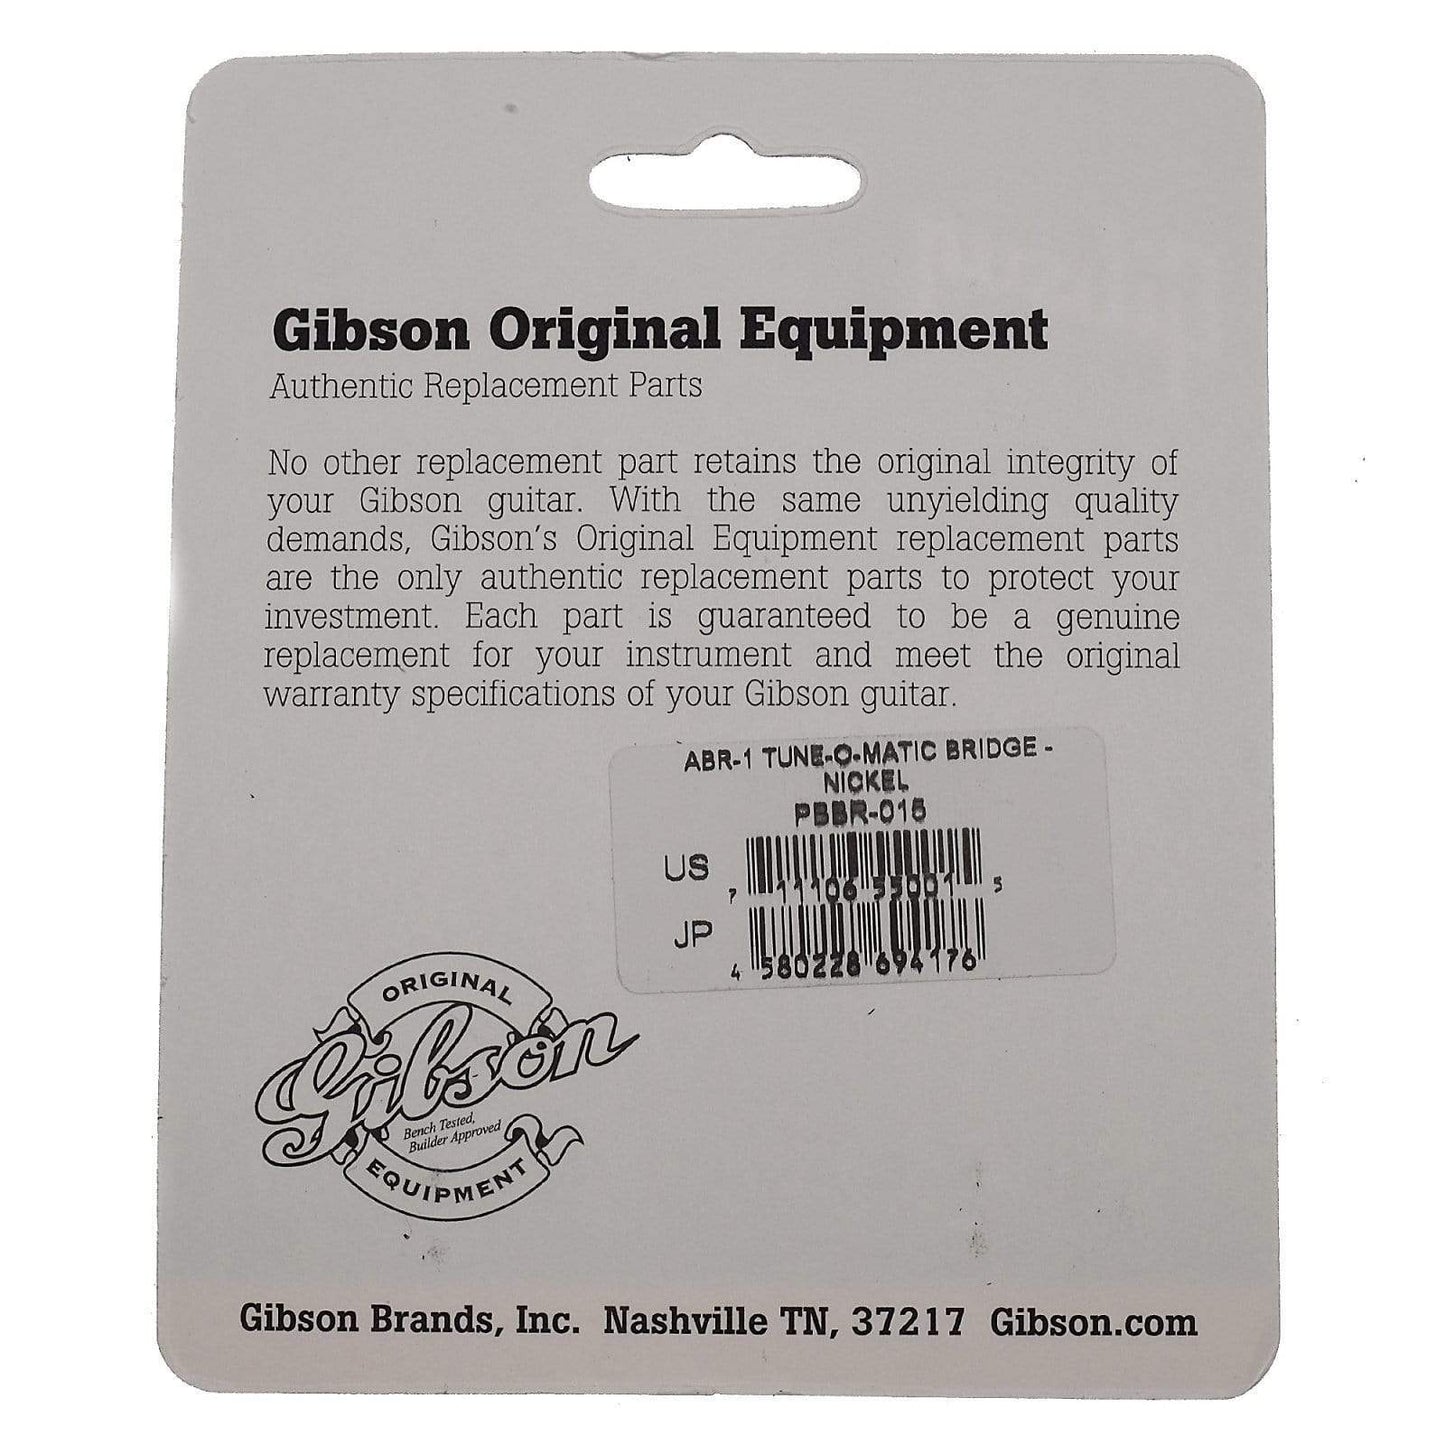 Gibson Original Equipment
Authentic Replacement Parts
No other replacement part retains the original integrity of
your Gibson guitar. With the same unyielding quality
demands, Gibson's Original Equipment replacement parts
are the only authentic replacement parts to protect your
investment. Each part is guaranteed to be a genuine
replacement for your instrument and meet the original
warranty specifications of your Gibson guitar.
ABR-1 TUNE-O-MATIC BRIDGE -
NICKEL
PBBR-015
US
7 11106 55001 5
JP
4 580228 694176
ORIGINAL
Gibson
Bench Tested,
Builder Approved
EQUIPMENT
Gibson Brands, Inc. Nashville TN, 37217 Gibson.com